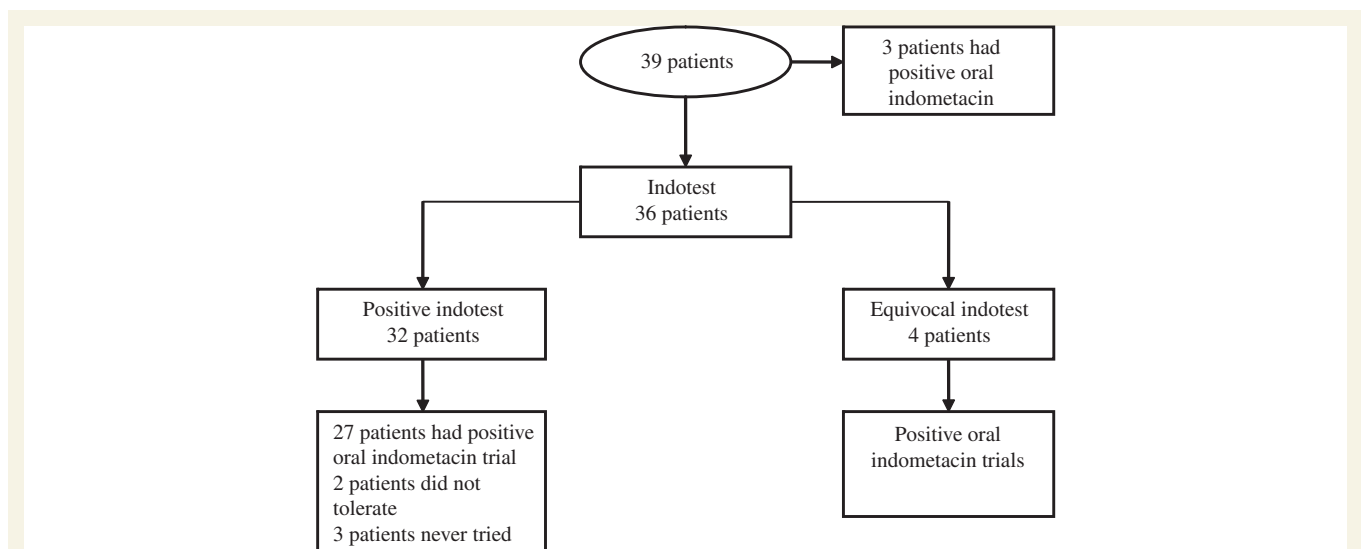 39 patients
3 patients had
positive oral
indometacin
Indotest
36 patients
Positive indotest
32 patients
Equivocal indotest
4 patients
27 patients had positive
oral indometacin trial
2 patients did not
tolerate
3 patients never tried
Positive oral
indometacin trials